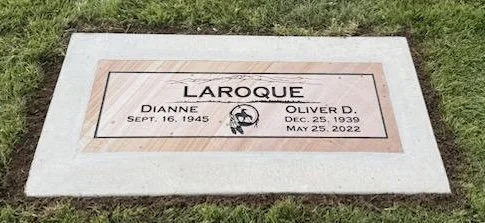 LAROQUE
DIANNE OLIVER D.
SEPT. 16, 1945 DEC. 25, 1939
MAY 25, 2022